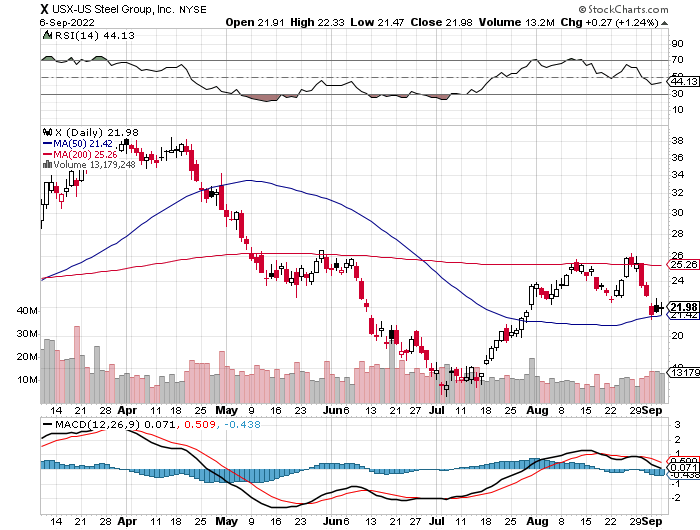 X USX-US Steel Group, Inc. NYSE © StockCharts.com
6-Sep-2022 Open 21.91 High 22.33 Low 21.47 Close 21.98 Volume 13.2M Chg +0.27 (+1.24%)
RSI(14) 44.13
90
70
50
44.13
30
10
X (Daily) 21.98
MA(50) 21.42
MA(200) 25.26
Volume 13,179,248
38
36
34
32
30
28
26
25.26
24
21.98
21.42
20
40M
30M
20M
10M
13179
14 21 28 Apr 11 18 25 May 9 16 23 Jun 6 13 21 27 Jul 11 18 25 Aug 8 15 22 29 Sep
MACD(12,26,9) 0.071, 0.509, -0.438
3
2
1
0.509
0.071
-0.438
-1
-2
14 21 28 Apr 11 18 25 May 9 16 23 Jun 6 13 21 27 Jul 11 18 25 Aug 8 15 22 29 Sep